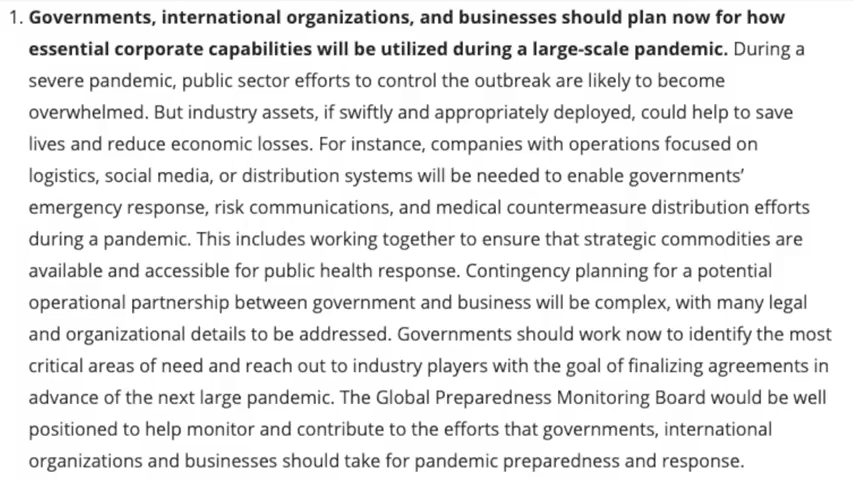 1. Governments, international organizations, and businesses should plan now for how
essential corporate capabilities will be utilized during a large-scale pandemic. During a
severe pandemic, public sector efforts to control the outbreak are likely to become
overwhelmed. But industry assets, if swiftly and appropriately deployed, could help to save
lives and reduce economic losses. For instance, companies with operations focused on
logistics, social media, or distribution systems will be needed to enable governments’
emergency response, risk communications, and medical countermeasure distribution efforts
during a pandemic. This includes working together to ensure that strategic commodities are
available and accessible for public health response. Contingency planning for a potential
operational partnership between government and business will be complex, with many legal
and organizational details to be addressed. Governments should work now to identify the most
critical areas of need and reach out to industry players with the goal of finalizing agreements in
advance of the next large pandemic. The Global Preparedness Monitoring Board would be well
positioned to help monitor and contribute to the efforts that governments, international
organizations and businesses should take for pandemic preparedness and response.